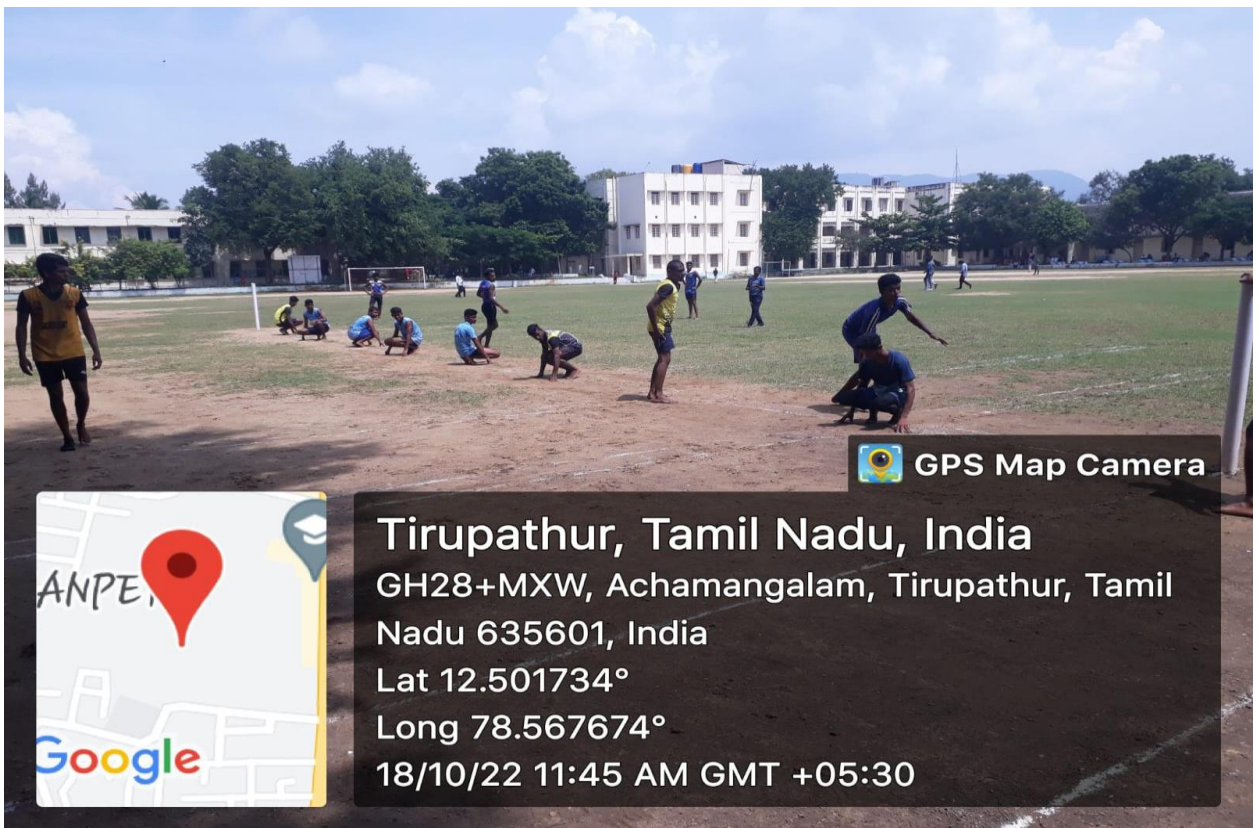 GPS Map Camera
Tirupathur, Tamil Nadu, India
GH28+MXW, Achamangalam, Tirupathur, Tamil
Nadu 635601, India
Lat 12.501734°
Long 78.567674°
18/10/22 11:45 AM GMT +05:30
ANPE
Google